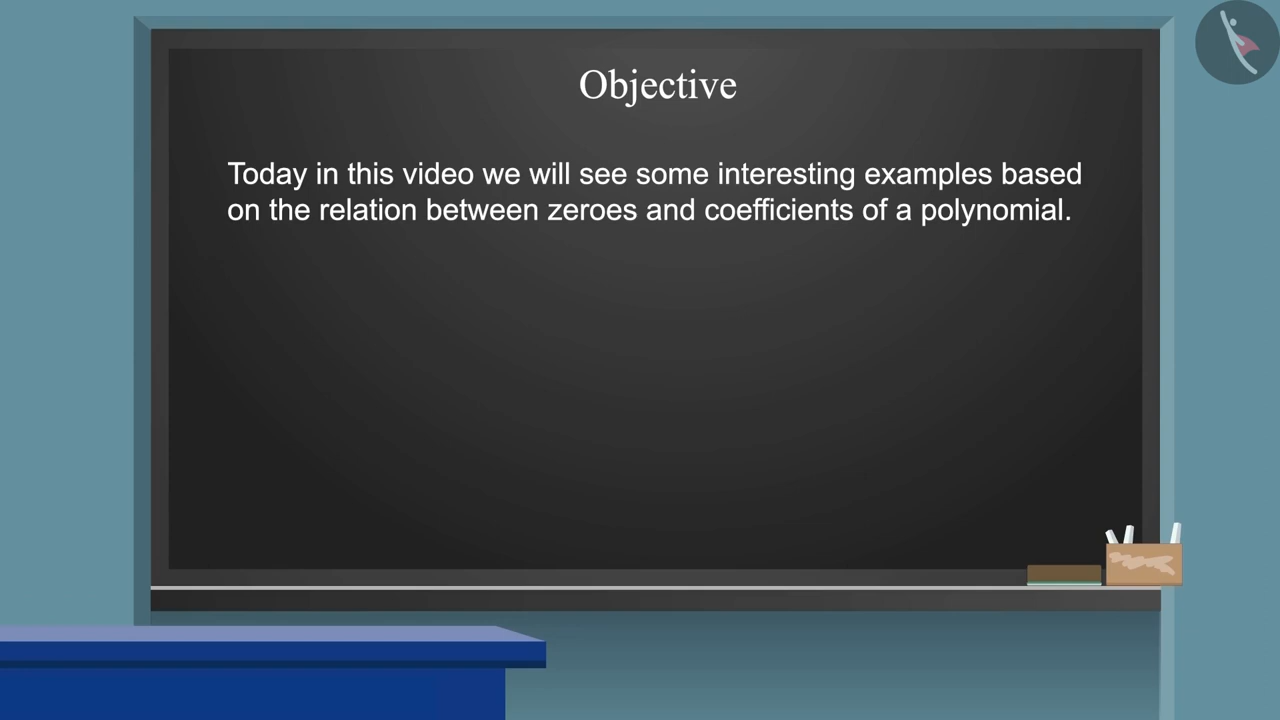 Objective
Today in this video we will see some interesting examples based
on the relation between zeroes and coefficients of a polynomial.